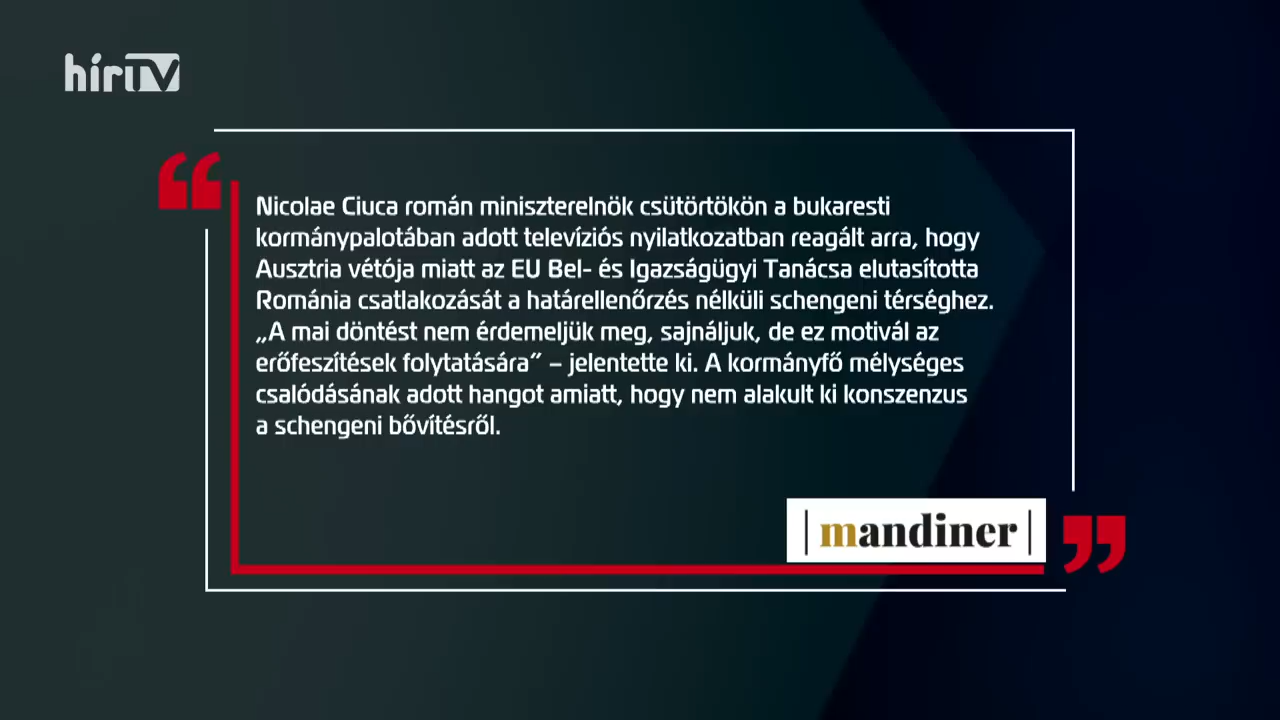 hírTV
Nicolae Ciuca román miniszterelnök csütörtökön a bukaresti
kormánypalotában adott televíziós nyilatkozatban reagált arra, hogy
Ausztria vétója miatt az EU Bel- és Igazságügyi Tanácsa elutasította
Románia csatlakozását a határellenőrzés nélküli schengeni térséghez.
„A mai döntést nem érdemeljük meg, sajnáljuk, de ez motivál az
erőfeszítések folytatására” – jelentette ki. A kormányfő mélységes
csalódásának adott hangot amiatt, hogy nem alakult ki konszenzus
a schengeni bővítésről.
| mandiner |